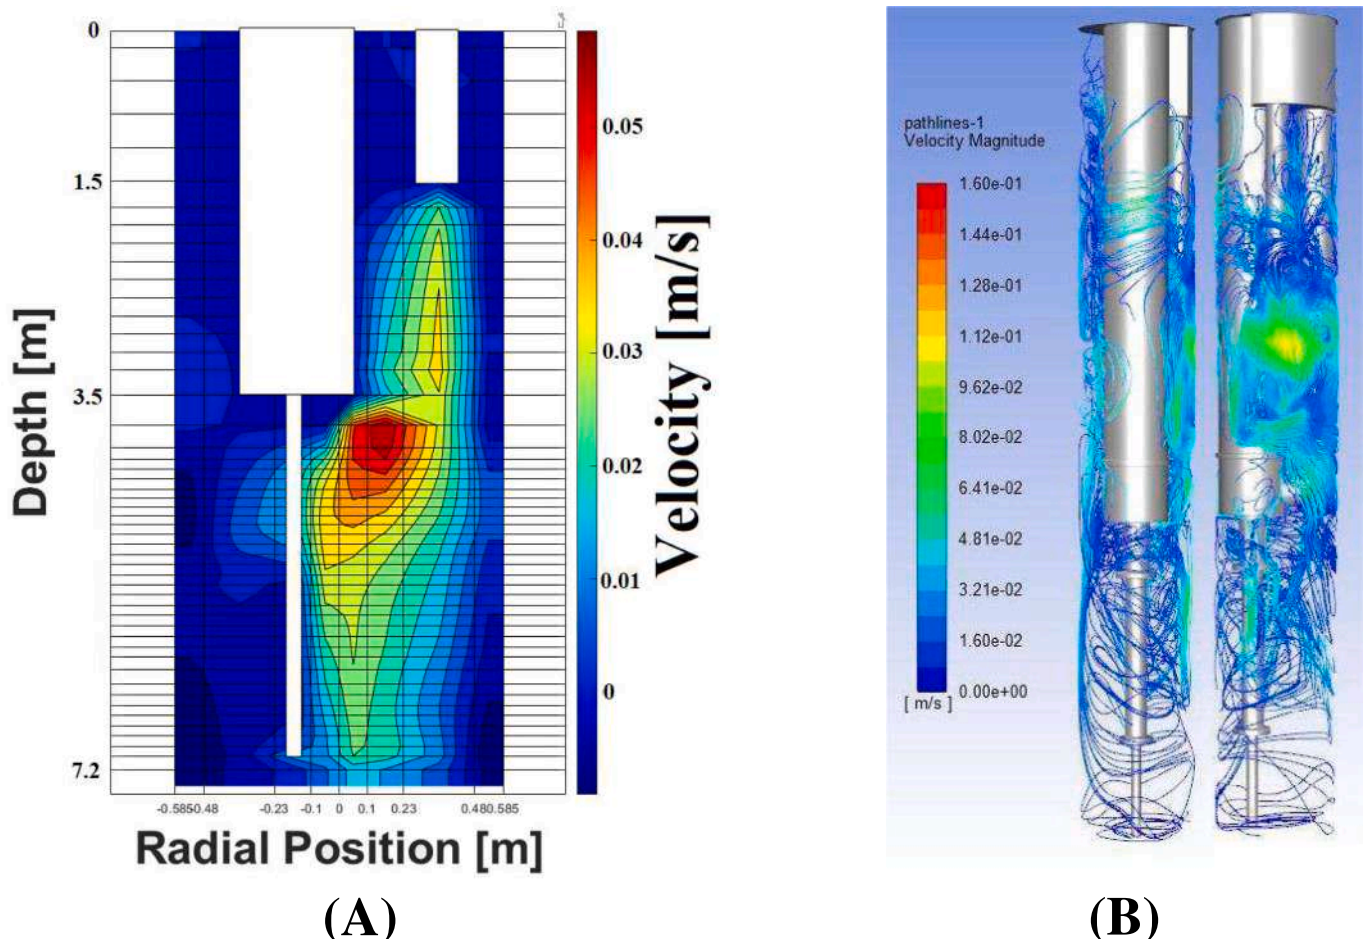 0
1.5
3.5
7.2
Depth [m]
-0.585
-0.48
-0.23
-0.1
0
0.1
0.23
0.48
0.585
Radial Position [m]
0.05
0.04
0.03
0.02
0.01
0
Velocity [m/s]
(A)
pathlines-1
Velocity Magnitude
1.60e-01
1.44e-01
1.28e-01
1.12e-01
9.62e-02
8.02e-02
6.41e-02
4.81e-02
3.21e-02
1.60e-02
0.00e+00
[ m/s ]
(B)